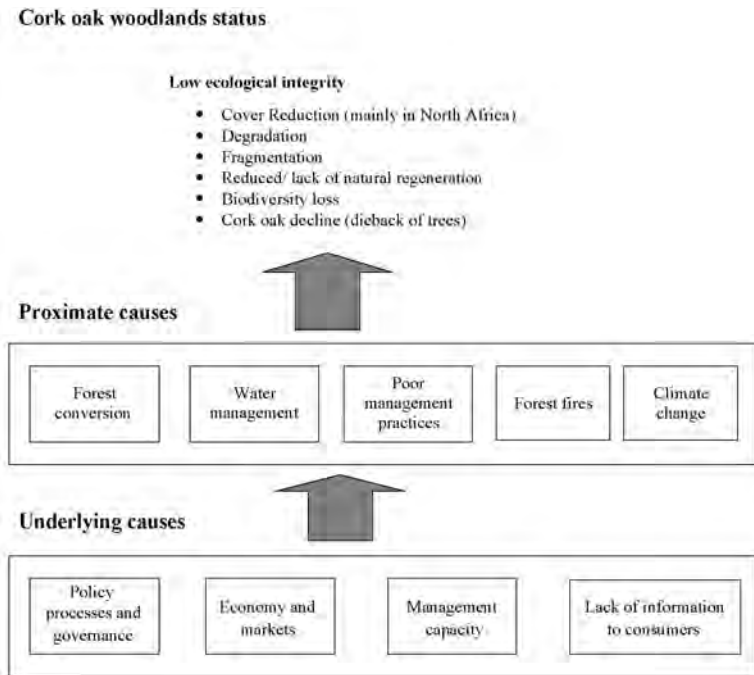 Cork oak woodlands status
Low ecological integrity
• Cover Reduction (mainly in North Africa)
• Degradation
• Fragmentation
• Reduced/ lack of natural regeneration
• Biodiversity loss
• Cork oak decline (dieback of trees)
Proximate causes
Forest
conversion
Water
management
Poor
management
practices
Forest fires
Climate
change
Underlying causes
Policy
processes and
governance
Economy and
markets
Management
capacity
Lack of information
to consumers